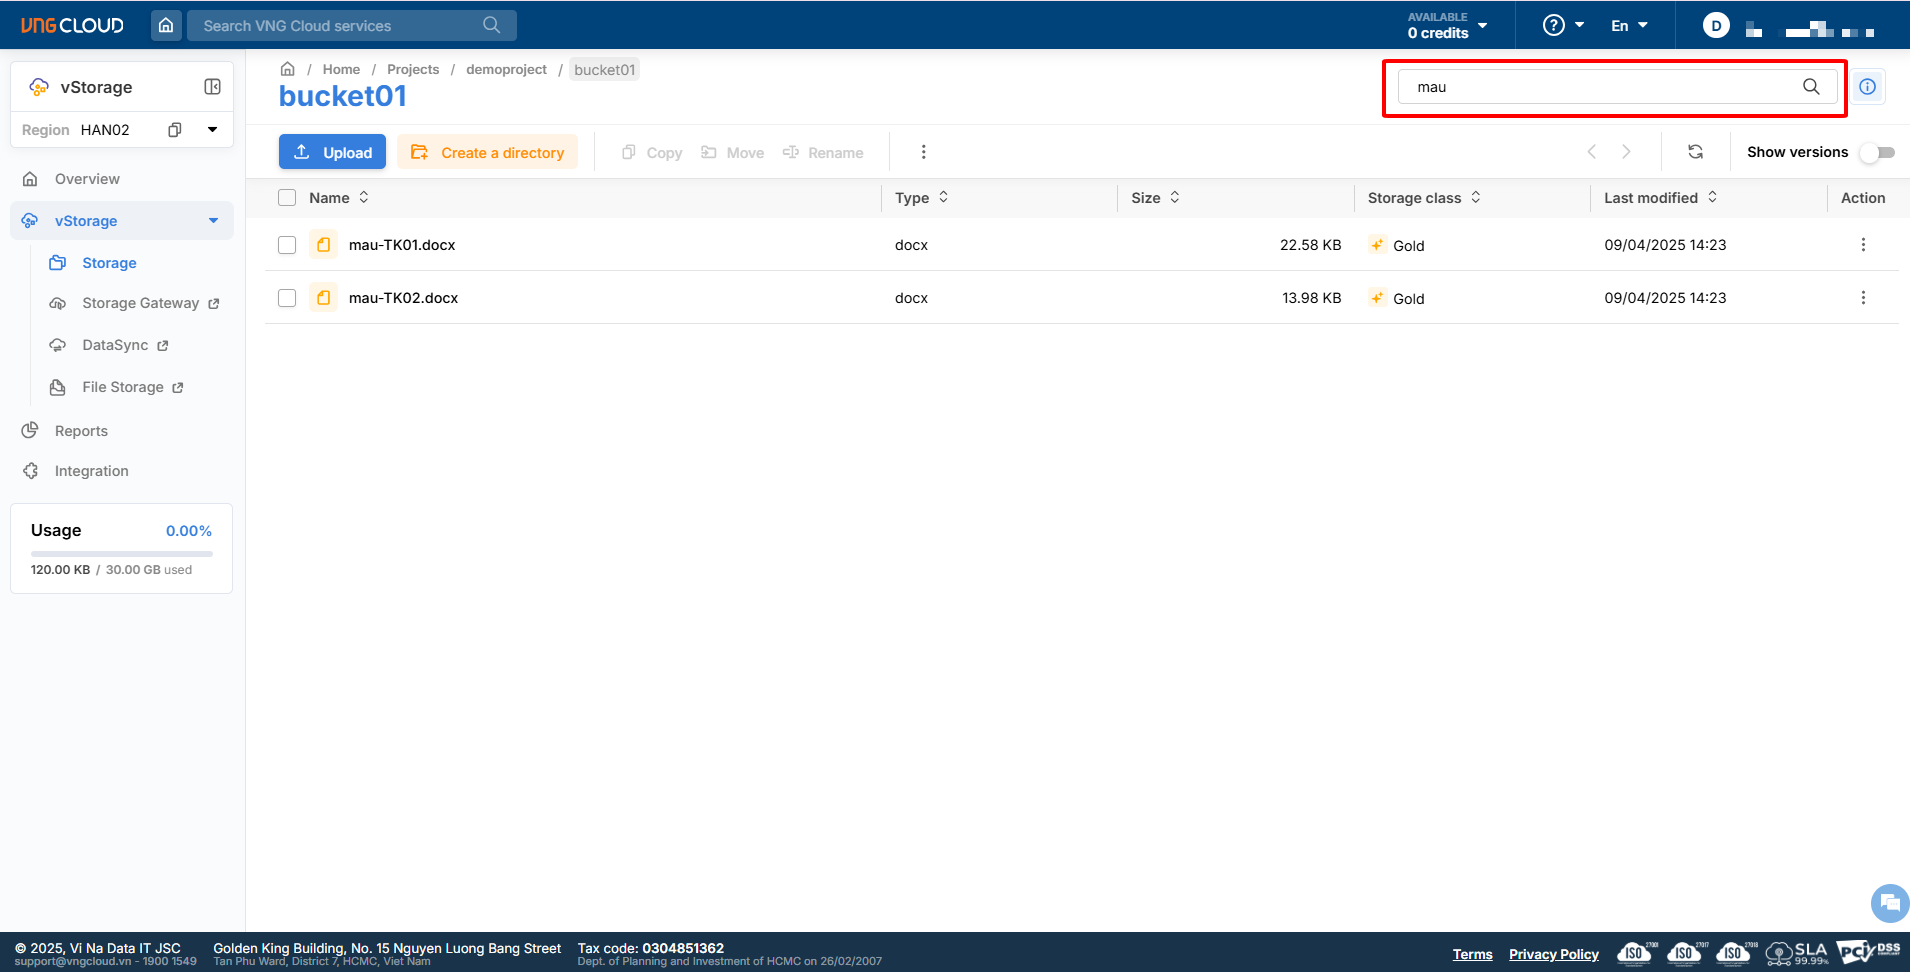 VNG CLOUD
Search VNG Cloud services
AVAILABLE
0 credits
En
D
vStorage
Region HAN02
Overview
vStorage
Storage
Storage Gateway
DataSync
File Storage
Reports
Integration
Usage 0.00%
120.00 KB / 30.00 GB used
/ Home / Projects / demoproject / bucket01
bucket01
mau
Upload Create a directory Copy Move Rename Show versions
Name Type Size Storage class Last modified Action
mau-TK01.docx docx 22.58 KB Gold 09/04/2025 14:23
mau-TK02.docx docx 13.98 KB Gold 09/04/2025 14:23
© 2025, Vi Na Data IT JSC
support@vngcloud.vn - 1900 1549
Golden King Building, No. 15 Nguyen Luong Bang Street
Tan Phu Ward, District 7, HCMC, Viet Nam
Tax code: 0304851362
Dept. of Planning and Investment of HCMC on 26/02/2007
Terms Privacy Policy
ISO 27001
ISO 27017
ISO 27018
SLA
99.99%
PCI DSS